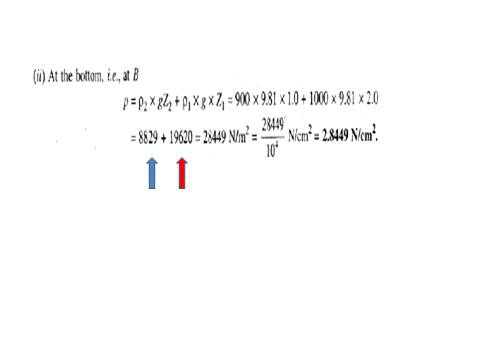 (ii) At the bottom, i.e., at B
p = ρ₂ × gZ₂ + ρ₁ × g × Z₁ = 900 × 9.81 × 1.0 + 1000 × 9.81 × 2.0
= 8829 + 19620 = 28449 N/m² = 28449/10⁴ N/cm² = 2.8449 N/cm².